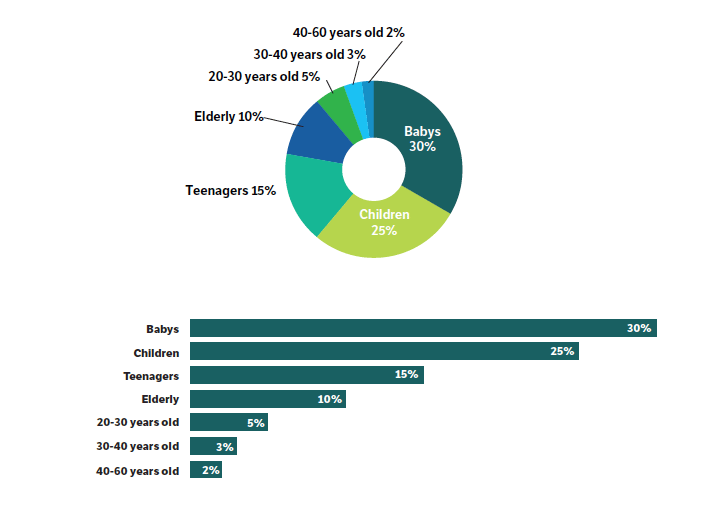 40-60 years old 2%
30-40 years old 3%
20-30 years old 5%
Elderly 10%
Babys
30%
Teenagers 15%
Children
25%
Babys 30%
Children 25%
Teenagers 15%
Elderly 10%
20-30 years old 5%
30-40 years old 3%
40-60 years old 2%